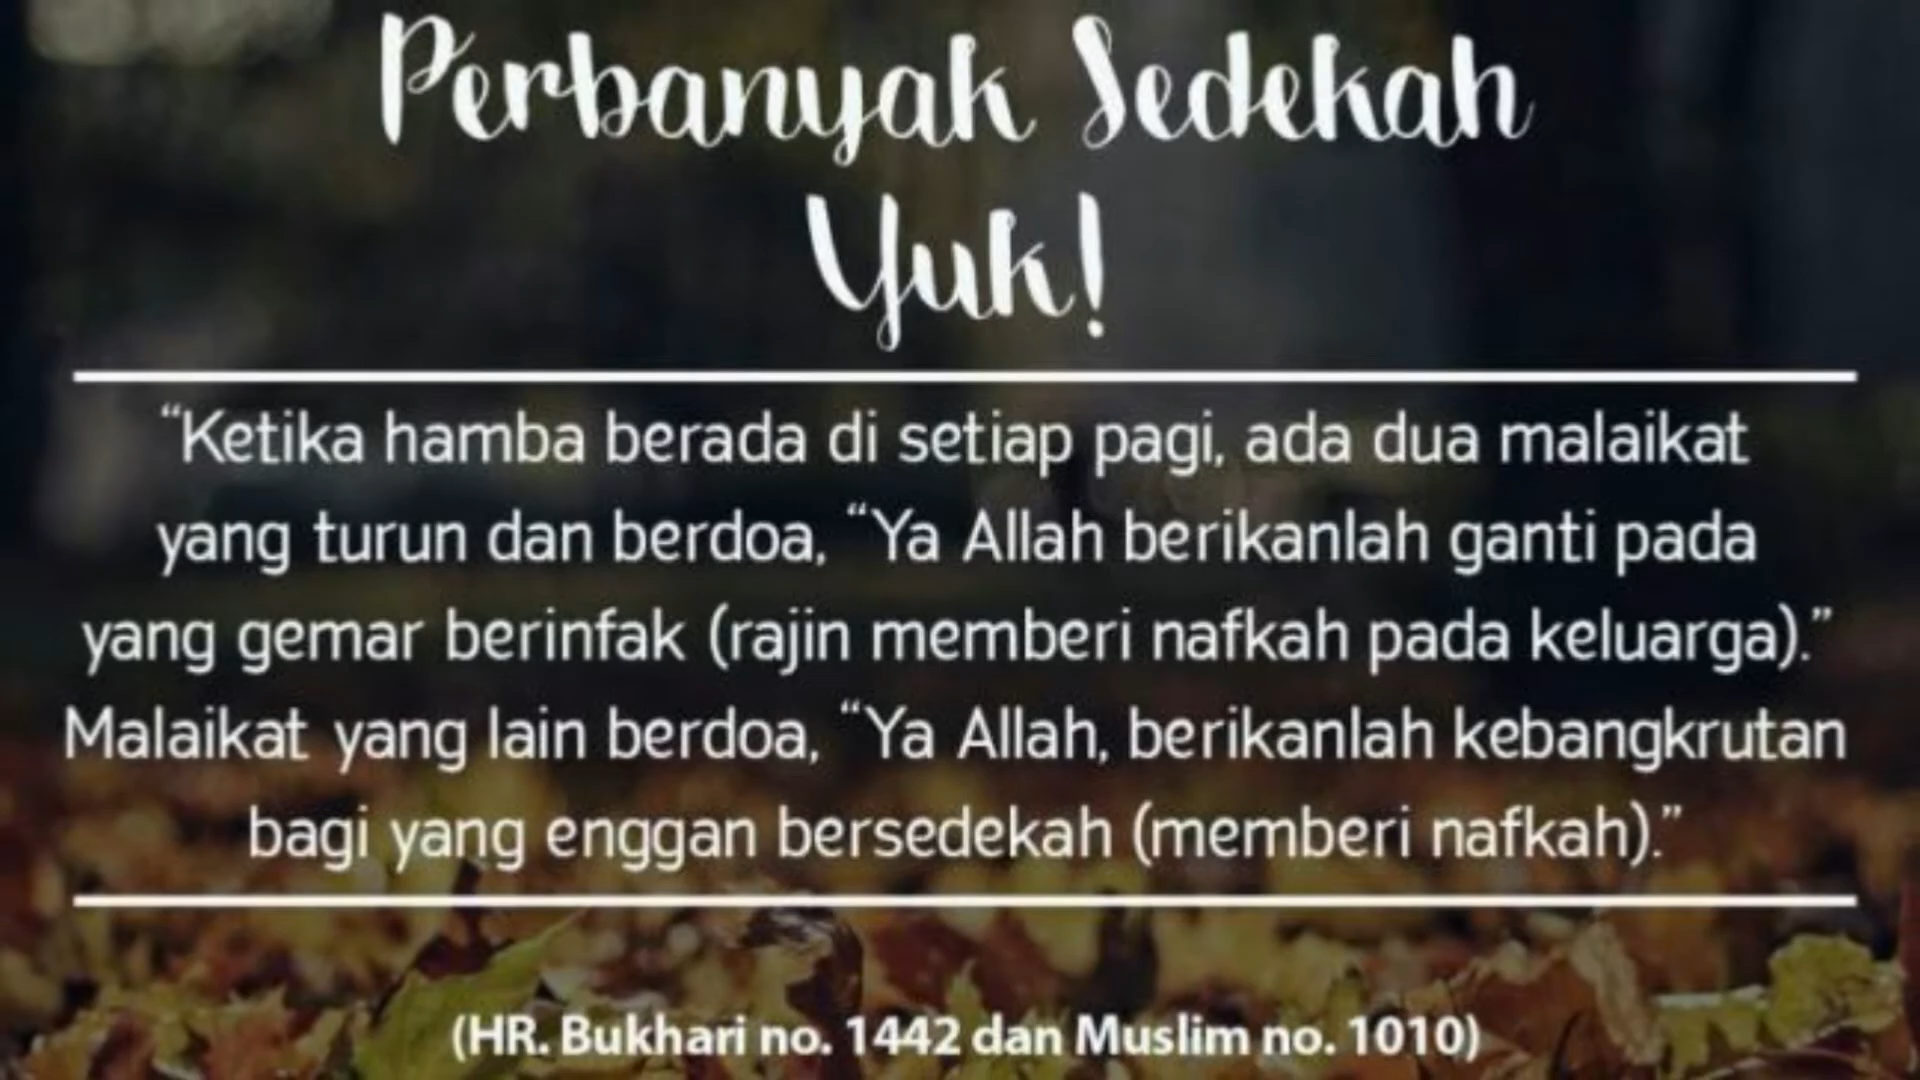 Perbanyak Sedekah
Yuk!
“Ketika hamba berada di setiap pagi, ada dua malaikat
yang turun dan berdoa, “Ya Allah berikanlah ganti pada
yang gemar berinfak (rajin memberi nafkah pada keluarga).”
Malaikat yang lain berdoa, “Ya Allah, berikanlah kebangkrutan
bagi yang enggan bersedekah (memberi nafkah).”
(HR. Bukhari no. 1442 dan Muslim no. 1010)